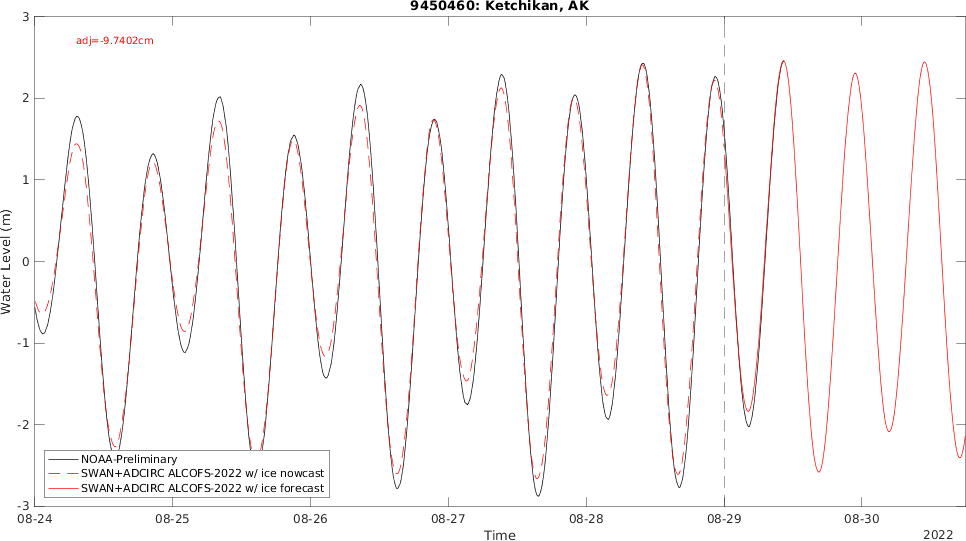 9450460: Ketchikan, AK
adj=-9.7402cm
3
2
1
0
-1
-2
-3
Water Level (m)
NOAA-Preliminary
SWAN+ADCIRC ALCOFS-2022 w/ ice nowcast
SWAN+ADCIRC ALCOFS-2022 w/ ice forecast
08-24 08-25 08-26 08-27 08-28 08-29 08-30
Time
2022